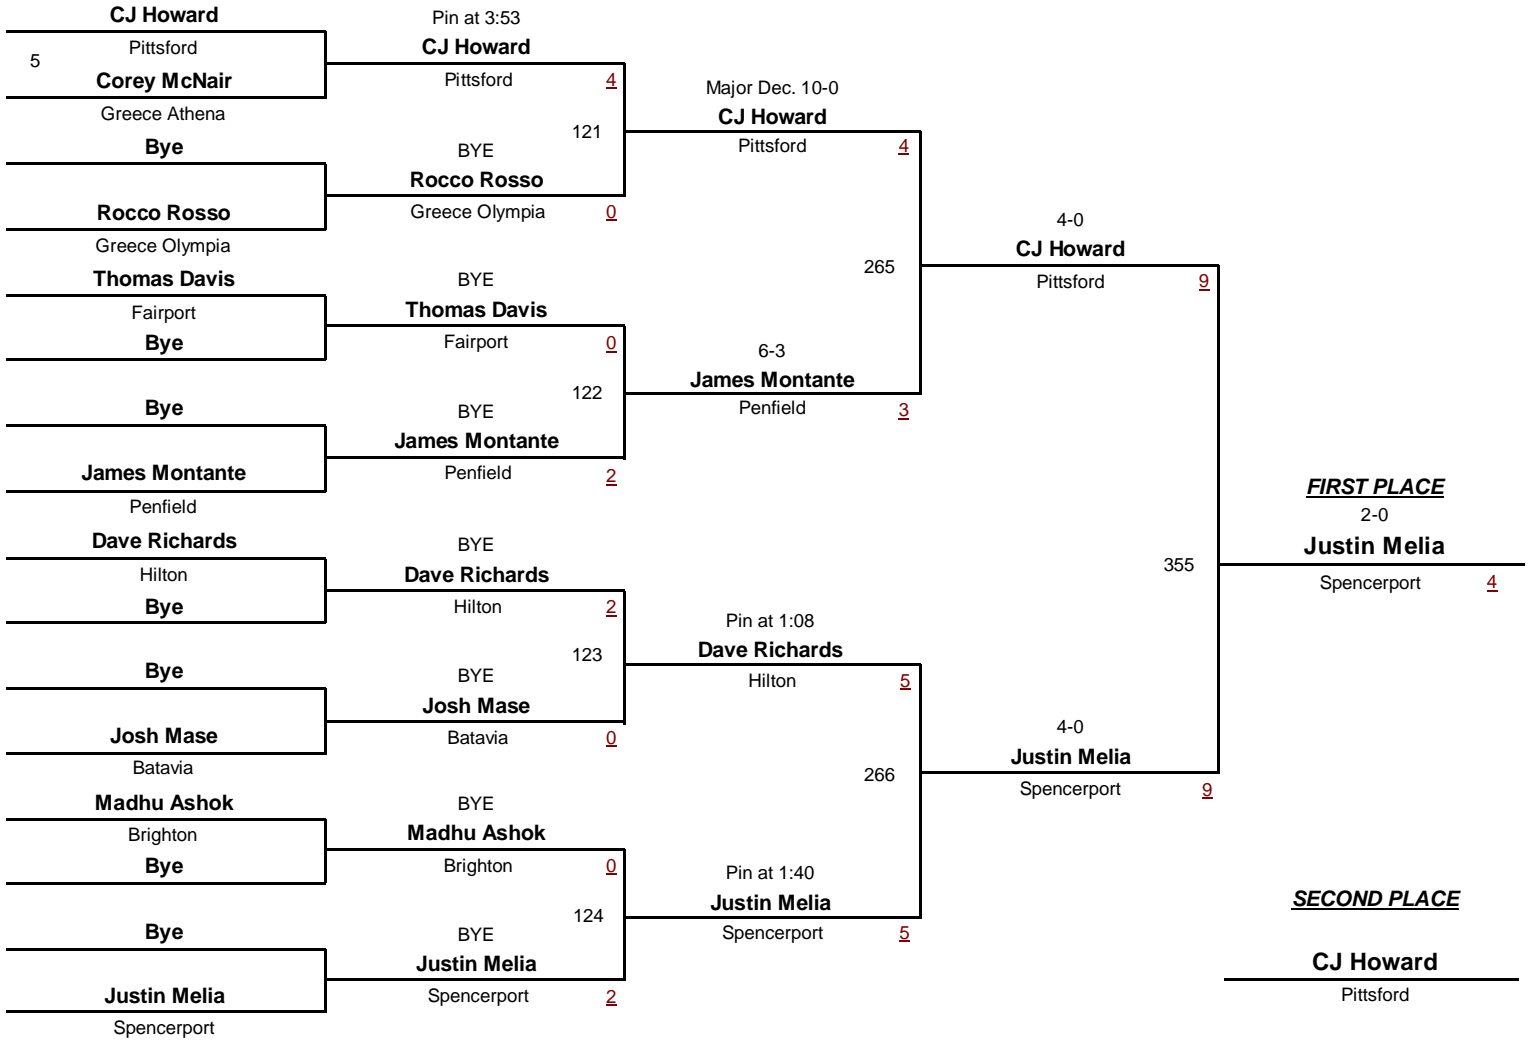 CJ Howard
Pittsford
5
Corey McNair
Greece Athena
Bye
Rocco Rosso
Greece Olympia
Thomas Davis
Fairport
Bye
Bye
James Montante
Penfield
Dave Richards
Hilton
Bye
Bye
Josh Mase
Batavia
Madhu Ashok
Brighton
Bye
Bye
Justin Melia
Spencerport
Pin at 3:53
CJ Howard
Pittsford 4
121
BYE
Rocco Rosso
Greece Olympia 0
BYE
Thomas Davis
Fairport 0
122
BYE
James Montante
Penfield 2
BYE
Dave Richards
Hilton 2
123
BYE
Josh Mase
Batavia 0
BYE
Madhu Ashok
Brighton 0
124
BYE
Justin Melia
Spencerport 2
Major Dec. 10-0
CJ Howard
Pittsford 4
265
6-3
James Montante
Penfield 3
Pin at 1:08
Dave Richards
Hilton 5
266
Pin at 1:40
Justin Melia
Spencerport 5
4-0
CJ Howard
Pittsford 9
355
4-0
Justin Melia
Spencerport 9
FIRST PLACE
2-0
Justin Melia
Spencerport 4
SECOND PLACE
CJ Howard
Pittsford